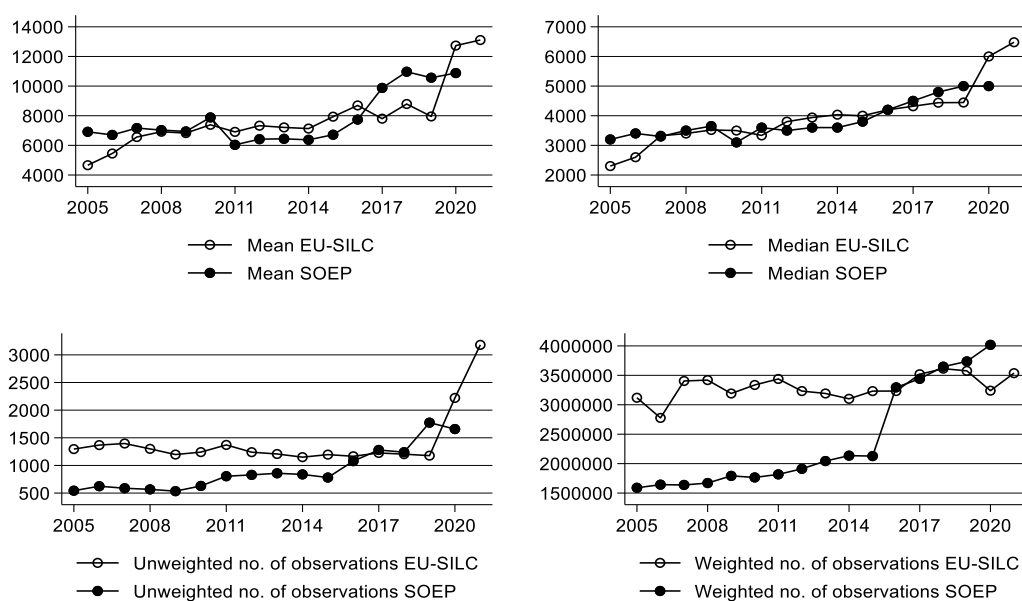 14000
12000
10000
8000
6000
4000
2005 2008 2011 2014 2017 2020
Mean EU-SILC
Mean SOEP
7000
6000
5000
4000
3000
2000
2005 2008 2011 2014 2017 2020
Median EU-SILC
Median SOEP
3000
2500
2000
1500
1000
500
2005 2008 2011 2014 2017 2020
Unweighted no. of observations EU-SILC
Unweighted no. of observations SOEP
4000000
3500000
3000000
2500000
2000000
1500000
2005 2008 2011 2014 2017 2020
Weighted no. of observations EU-SILC
Weighted no. of observations SOEP